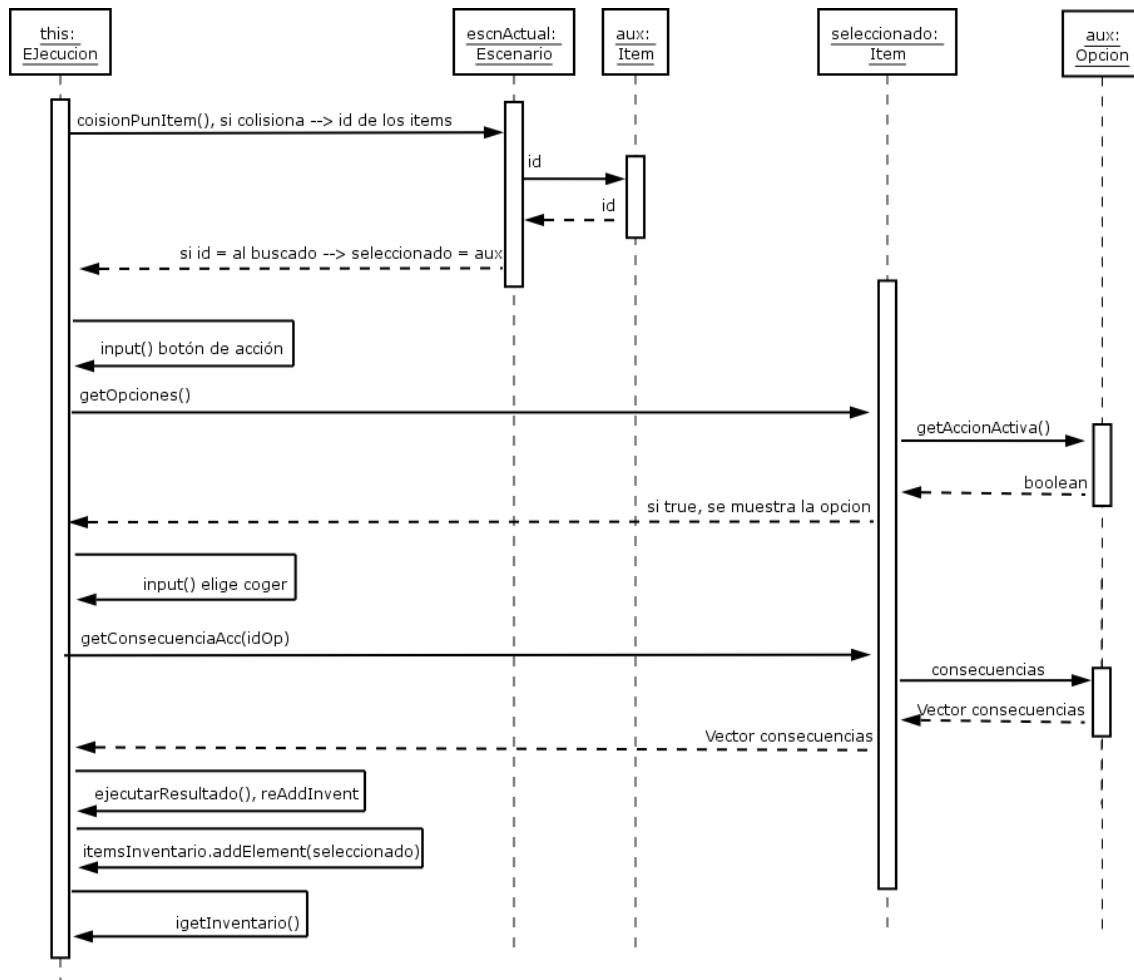 this:
EJecucion
escnActual:
Escenario
aux:
Item
seleccionado:
Item
aux:
Opcion
coisionPunItem(), si colisiona --> id de los items
id
id
si id = al buscado --> seleccionado = aux
input() botón de acción
getOpciones()
getAccionActiva()
boolean
si true, se muestra la opcion
input() elige coger
getConsecuenciaAcc(idOp)
consecuencias
Vector consecuencias
Vector consecuencias
ejecutarResultado(), reAddInvent
itemsInventario.addElement(seleccionado)
igetInventario()